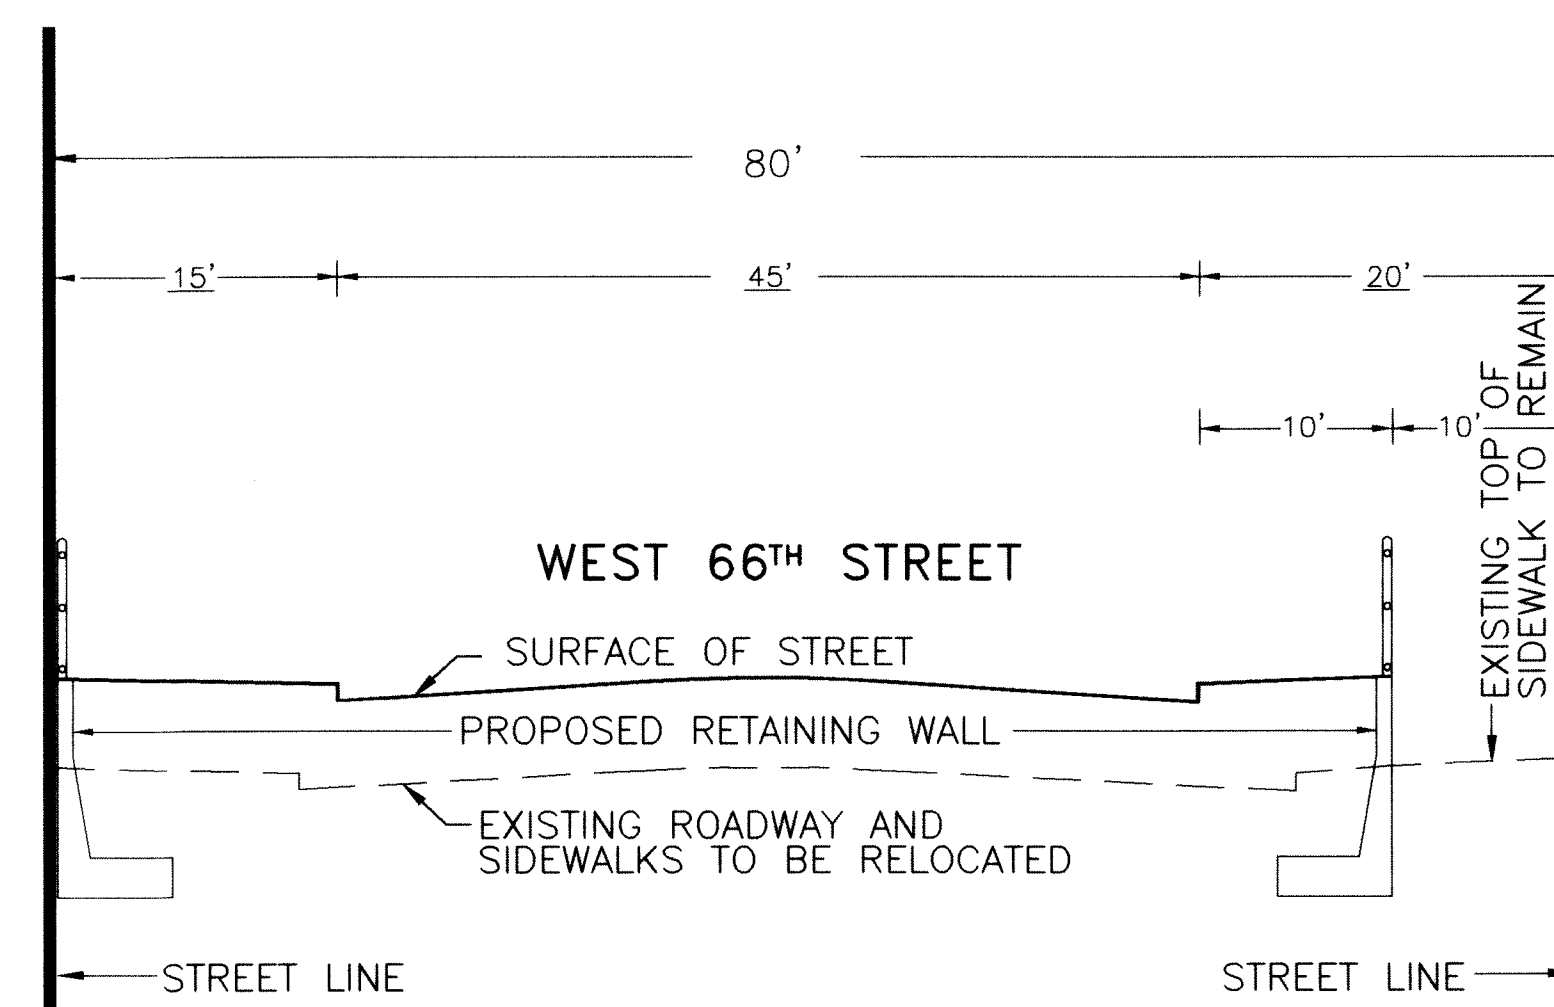 80'
15'
45'
20'
10'
10'
EXISTING TOP OF
SIDEWALK TO REMAIN
WEST 66TH STREET
SURFACE OF STREET
PROPOSED RETAINING WALL
EXISTING ROADWAY AND
SIDEWALKS TO BE RELOCATED
STREET LINE
STREET LINE